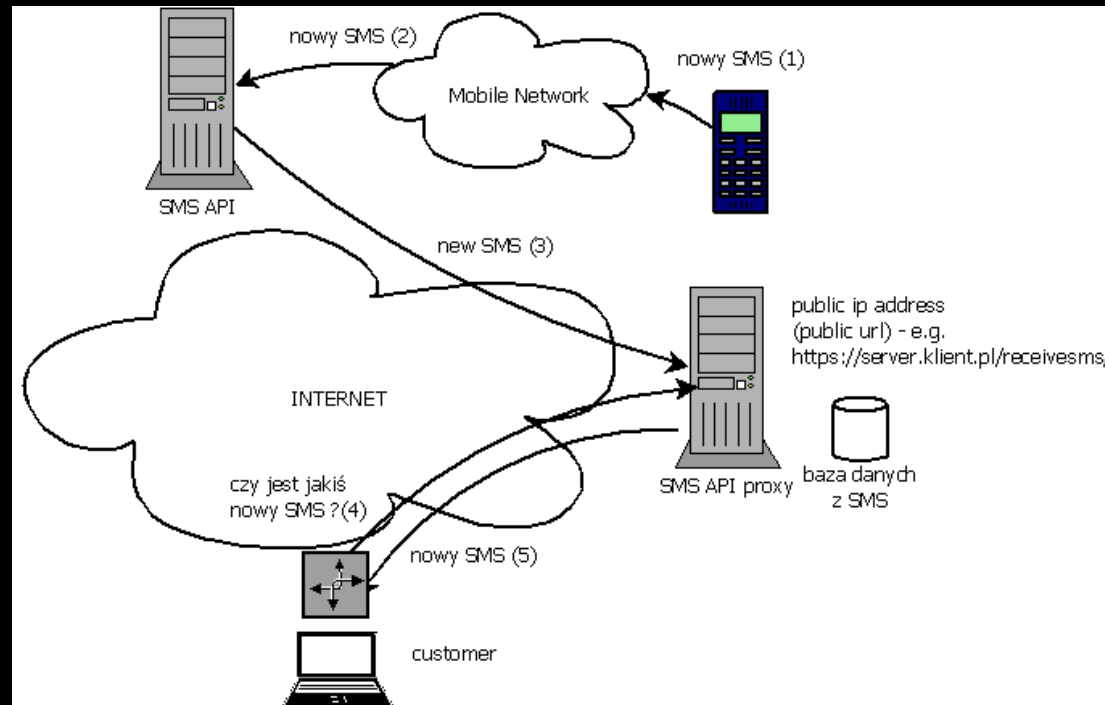 nowy SMS (2)
nowy SMS (1)
Mobile Network
SMS API
new SMS (3)
public ip address
(public url) - e.g.
https://server.klient.pl/receivesms/
INTERNET
SMS API proxy
baza danych
z SMS
czy jest jakiś
nowy SMS ?(4)
nowy SMS (5)
customer